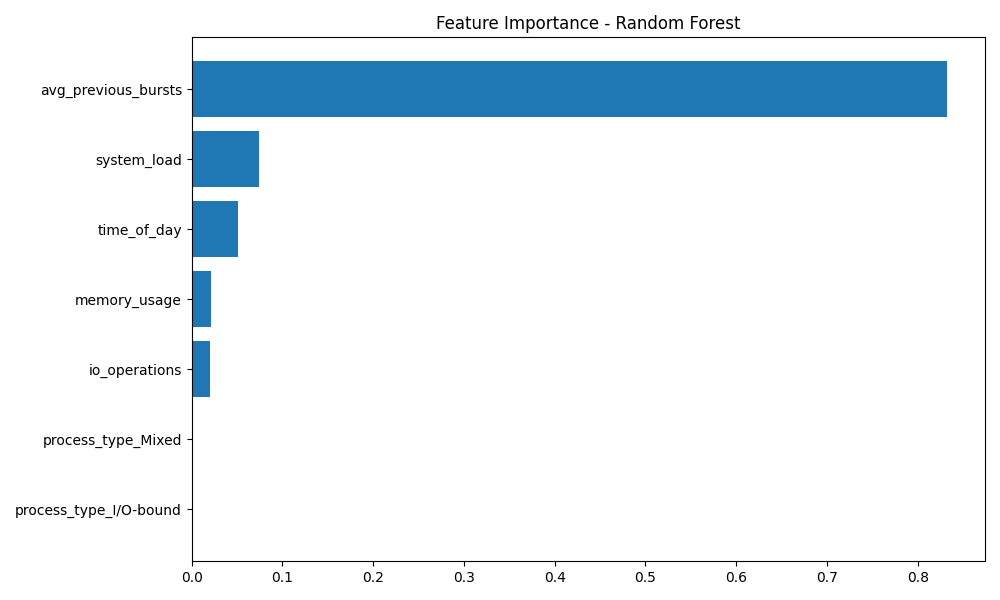 Feature Importance - Random Forest
avg_previous_bursts
system_load
time_of_day
memory_usage
io_operations
process_type_Mixed
process_type_I/O-bound
0.0 0.1 0.2 0.3 0.4 0.5 0.6 0.7 0.8